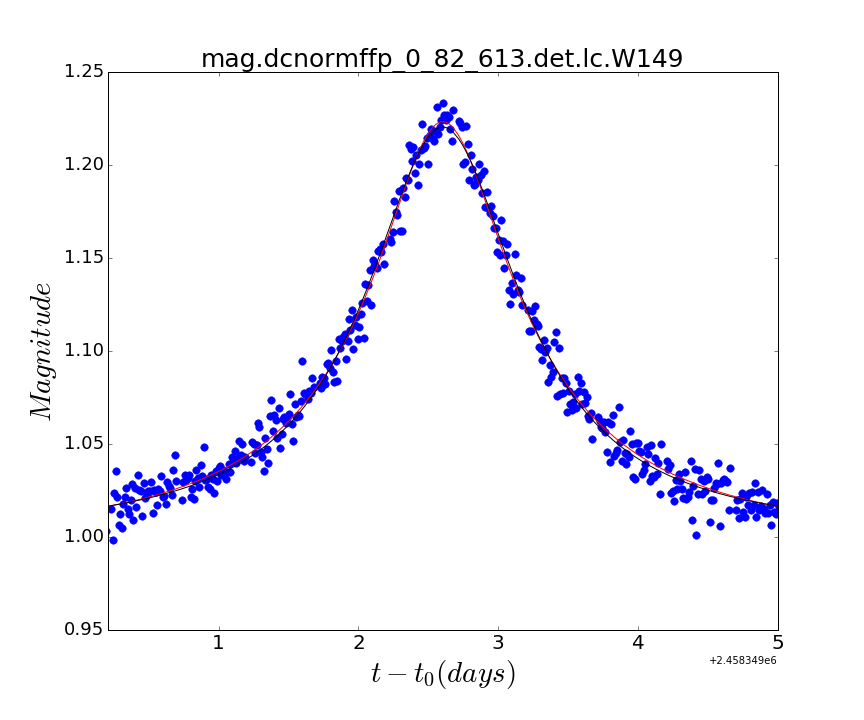 mag.dcnormffp_0_82_613.det.lc.W149
1.25
1.20
1.15
1.10
1.05
1.00
0.95
Magnitude
1 2 3 4 5
+2.458349e6
t − t₀(days)